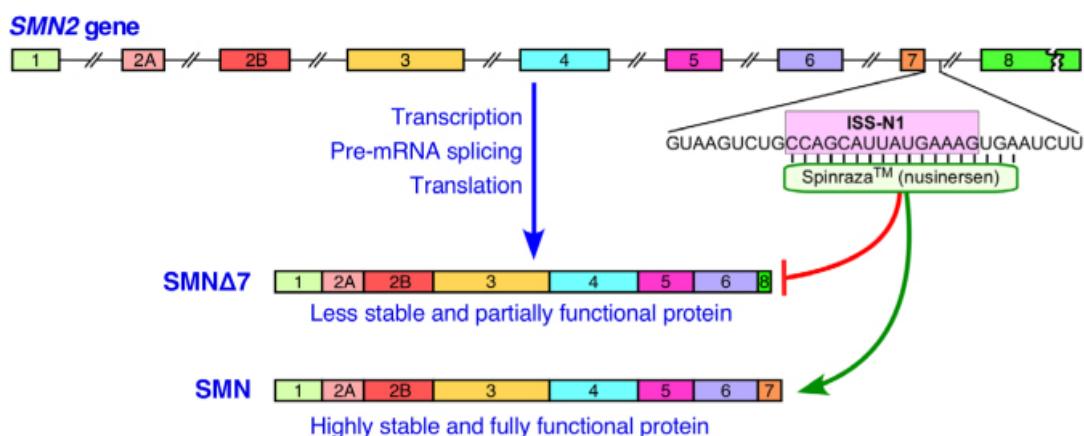 SMN2 gene
1 2A 2B 3 4 5 6 7 8
Transcription
Pre-mRNA splicing
Translation
ISS-N1
GUAAGUCUGCCAGCAUUAUGAAAGUGAAUCUU
Spinraza™ (nusinersen)
SMNΔ7 1 2A 2B 3 4 5 6 8
Less stable and partially functional protein
SMN 1 2A 2B 3 4 5 6 7
Highly stable and fully functional protein